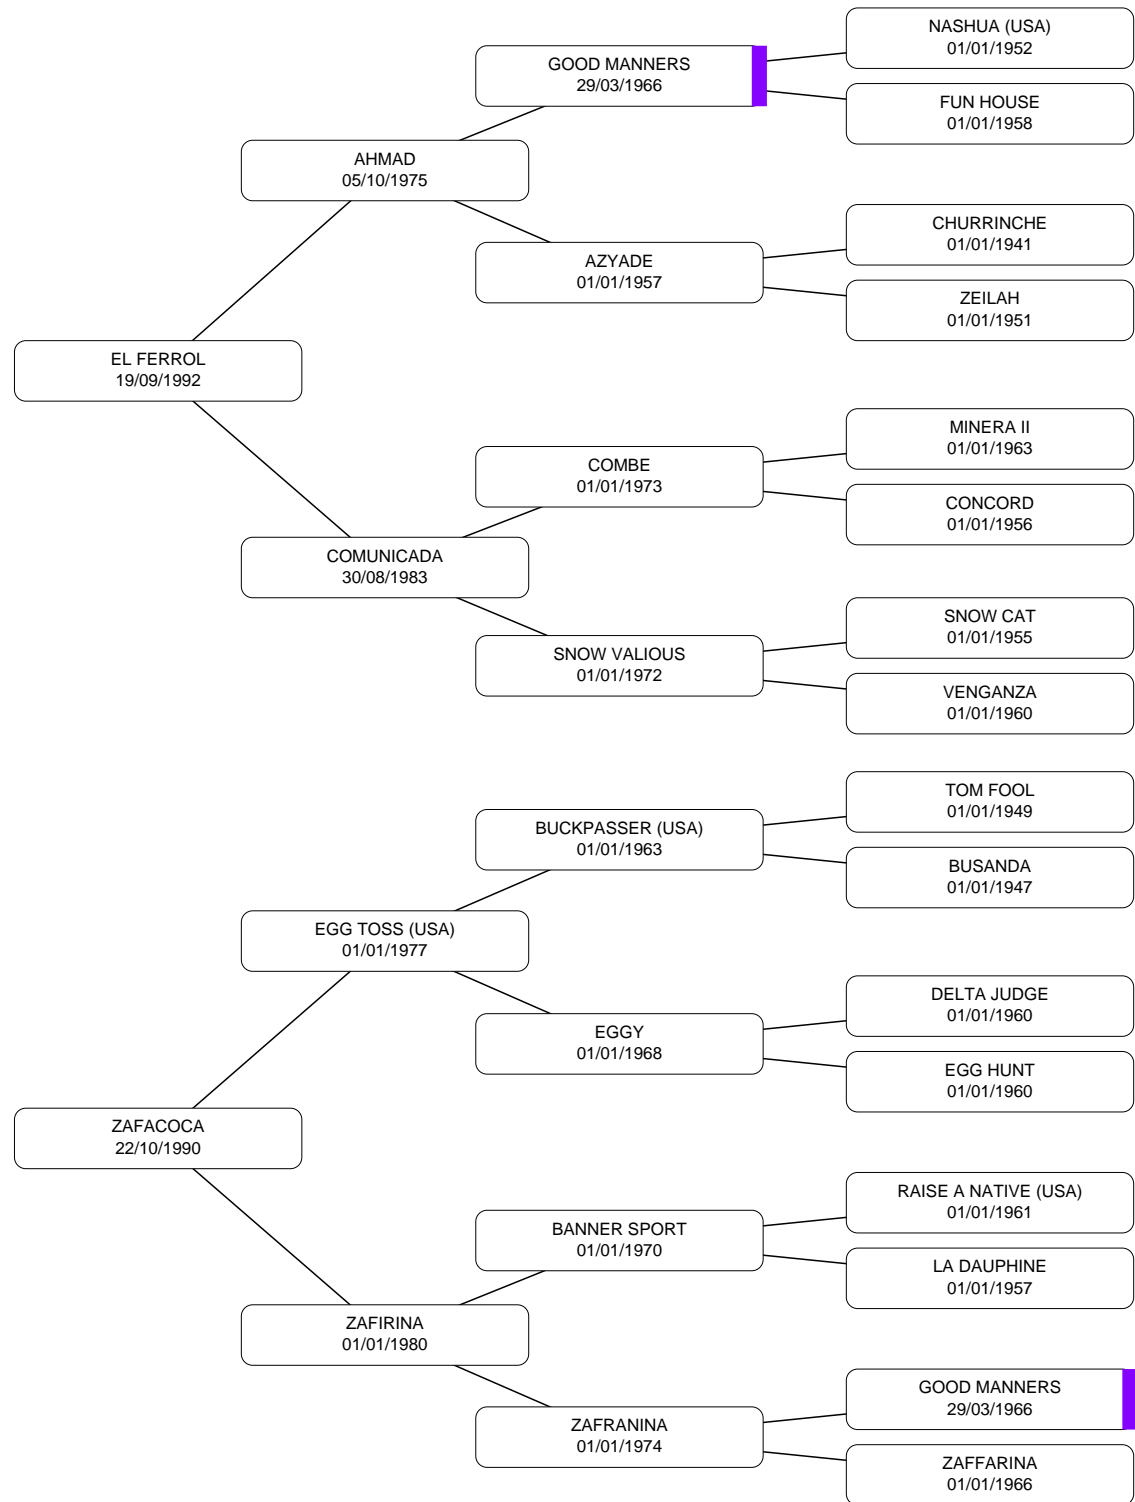 NASHUA (USA)
01/01/1952
GOOD MANNERS
29/03/1966
FUN HOUSE
01/01/1958
AHMAD
05/10/1975
CHURRINCHE
01/01/1941
AZYADE
01/01/1957
ZEILAH
01/01/1951
EL FERROL
19/09/1992
MINERA II
01/01/1963
COMBE
01/01/1973
CONCORD
01/01/1956
COMUNICADA
30/08/1983
SNOW CAT
01/01/1955
SNOW VALIOUS
01/01/1972
VENGANZA
01/01/1960
TOM FOOL
01/01/1949
BUCKPASSER (USA)
01/01/1963
BUSANDA
01/01/1947
EGG TOSS (USA)
01/01/1977
DELTA JUDGE
01/01/1960
EGGY
01/01/1968
EGG HUNT
01/01/1960
ZAFACOCA
22/10/1990
RAISE A NATIVE (USA)
01/01/1961
BANNER SPORT
01/01/1970
LA DAUPHINE
01/01/1957
ZAFIRINA
01/01/1980
GOOD MANNERS
29/03/1966
ZAFRANINA
01/01/1974
ZAFFARINA
01/01/1966